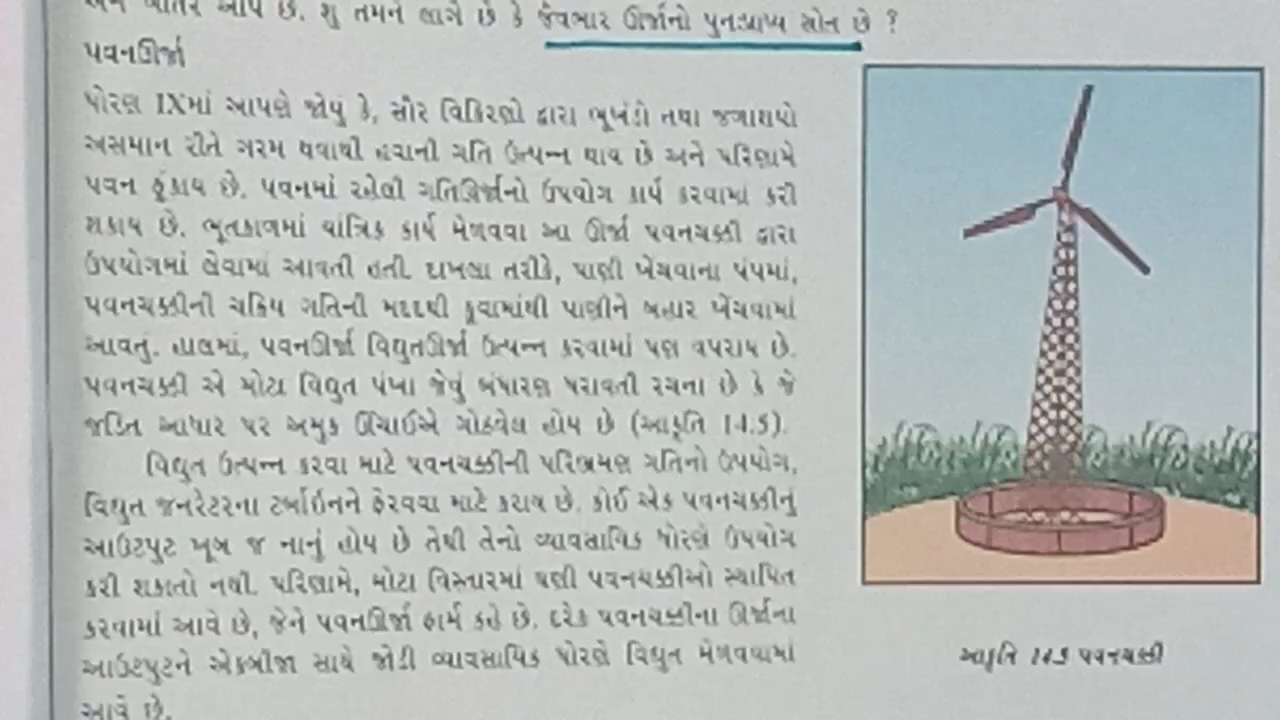 આપે છે. શું તમને લાગે છે કે જૈવભાર ઊર્જાનો પુનઃપ્રાપ્ય સ્રોત છે ?
પવનઊર્જા
ધોરણ IXમાં આપણે જોયું કે, સૌર વિકિરણો દ્વારા ભૂખંડો તથા જળાશયો
અસમાન રીતે ગરમ થવાથી હવાની ગતિ ઉત્પન્ન થાય છે અને પરિણામે
પવન ફૂંકાય છે. પવનમાં રહેલી ગતિઊર્જાનો ઉપયોગ કાર્ય કરવામાં કરી
શકાય છે. ભૂતકાળમાં યાંત્રિક કાર્ય મેળવવા આ ઊર્જા પવનચક્કી દ્વારા
ઉપયોગમાં લેવામાં આવતી હતી. દાખલા તરીકે, પાણી ખેંચવાના પંપમાં,
પવનચક્કીની ચક્રિય ગતિની મદદથી કૂવામાંથી પાણીને બહાર ખેંચવામાં
આવતું. હાલમાં, પવનઊર્જા વિદ્યુતઊર્જા ઉત્પન્ન કરવામાં પણ વપરાય છે.
પવનચક્કી એ મોટા વિદ્યુત પંખા જેવું બંધારણ ધરાવતી રચના છે કે જે
જડિત આધાર પર અમુક ઊંચાઈએ ગોઠવેલ હોય છે (આકૃતિ 14.5).
વિદ્યુત ઉત્પન્ન કરવા માટે પવનચક્કીની પરિભ્રમણ ગતિનો ઉપયોગ,
વિદ્યુત જનરેટરના ટર્બાઇનને ફેરવવા માટે કરાય છે. કોઈ એક પવનચક્કીનું
આઉટપુટ ખૂબ જ નાનું હોય છે તેથી તેનો વ્યાવસાયિક ધોરણે ઉપયોગ
કરી શકાતો નથી. પરિણામે, મોટા વિસ્તારમાં ઘણી પવનચક્કીઓ સ્થાપિત
કરવામાં આવે છે, જેને પવનઊર્જા ફાર્મ કહે છે. દરેક પવનચક્કીના ઊર્જાના
આઉટપુટને એકબીજા સાથે જોડી વ્યાવસાયિક ધોરણે વિદ્યુત મેળવવામાં
આવે છે.
આકૃતિ 14.5 પવનચક્કી